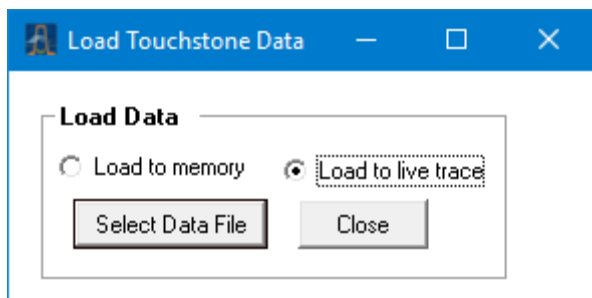 Load Touchstone Data
Load Data
Load to memory Load to live trace
Select Data File Close